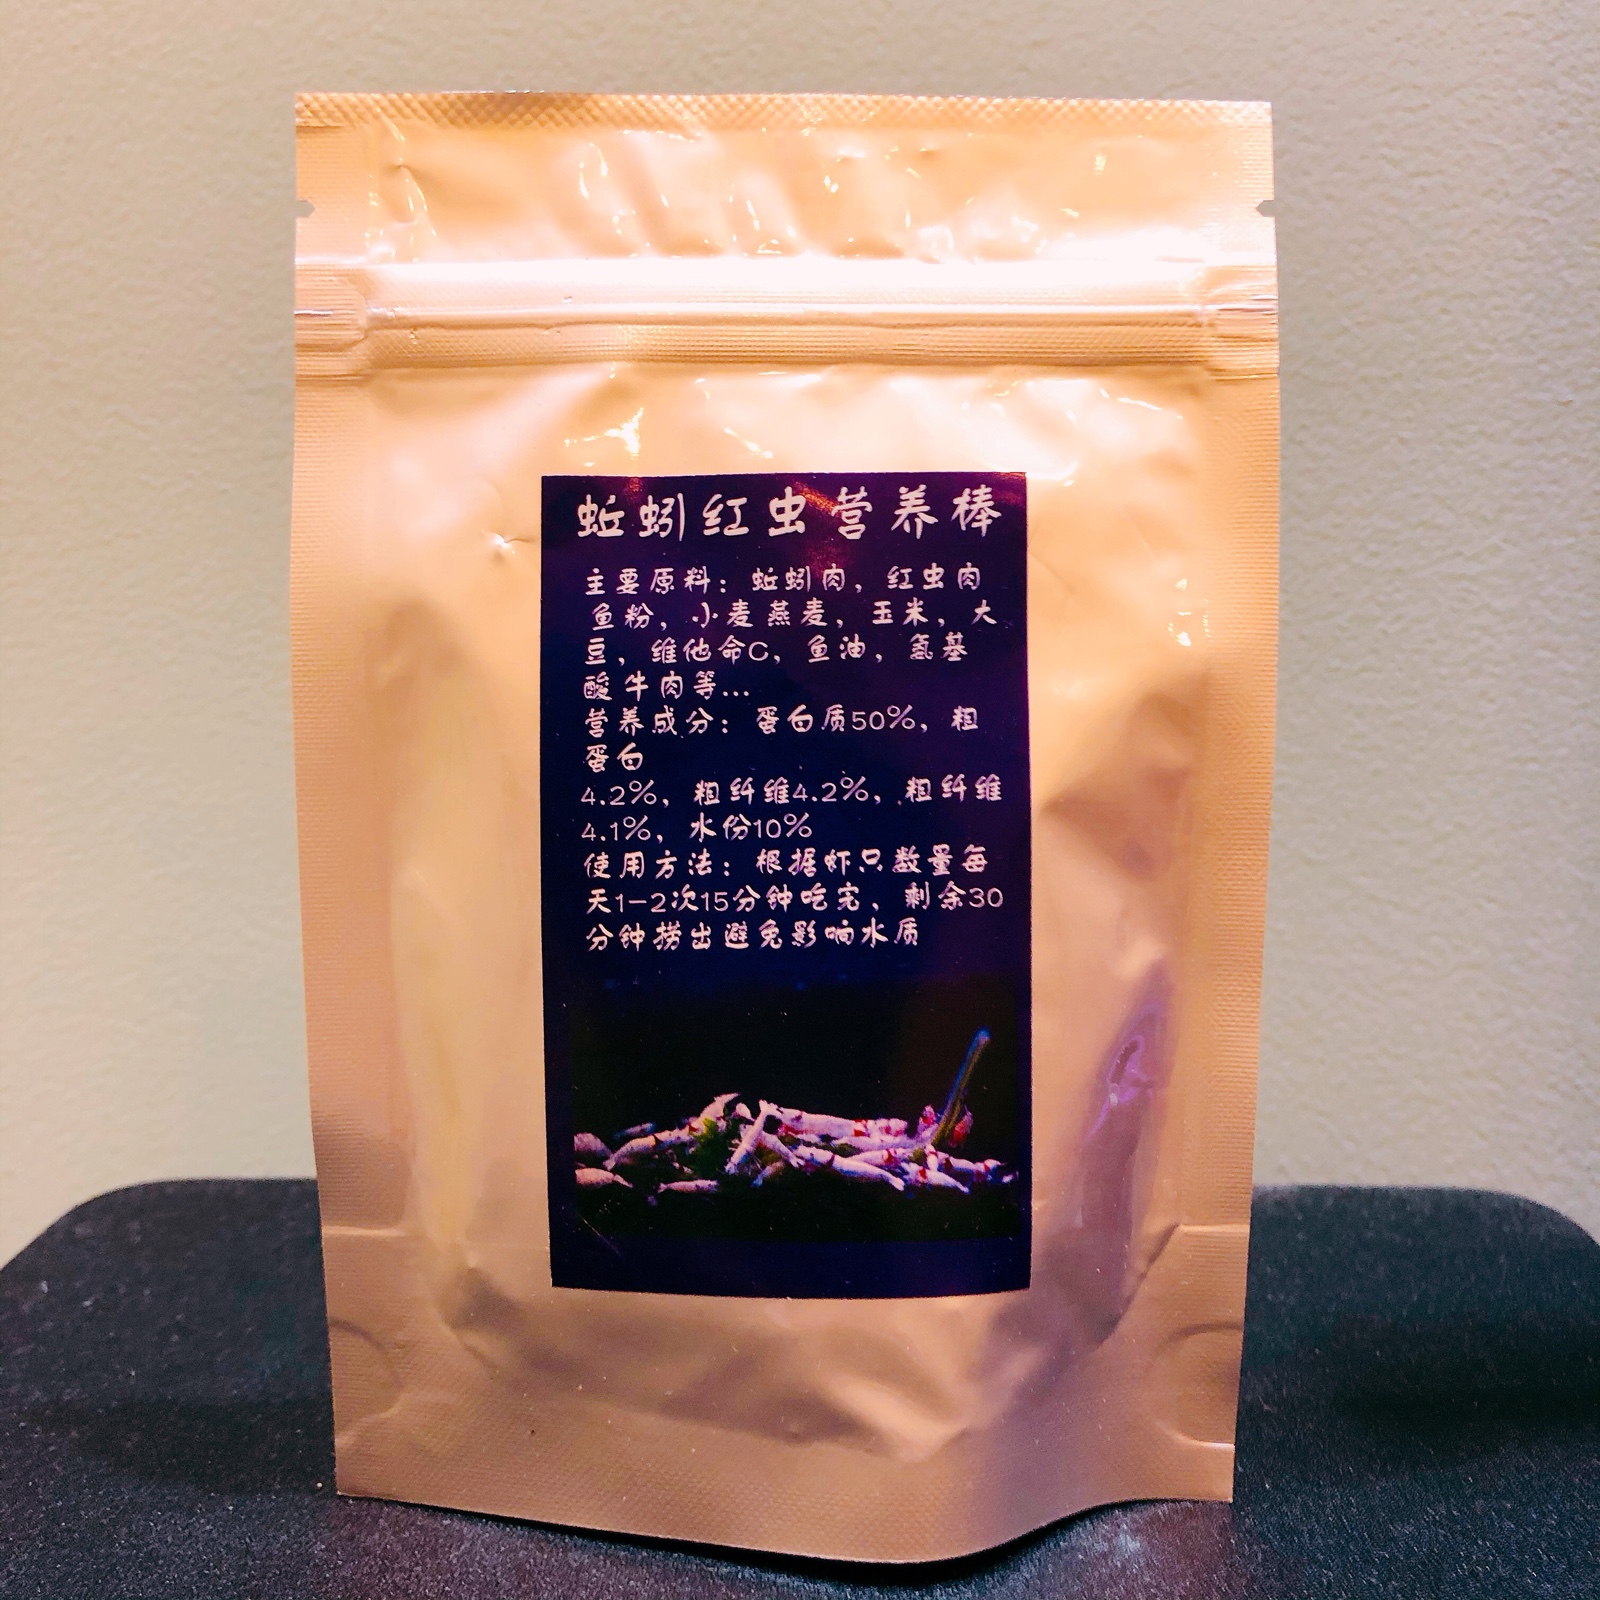 蚯蚓红虫营养棒
主要原料：蚯蚓肉，红虫肉
鱼粉，小麦燕麦，玉米，大
豆，维他命C，鱼油，氨基
酸牛肉等...
营养成分：蛋白质50%，粗
蛋白
4.2%，粗纤维4.2%，粗纤维
4.1%，水份10%
使用方法：根据虾只数量每
天1-2次15分钟吃完，剩余30
分钟捞出避免影响水质